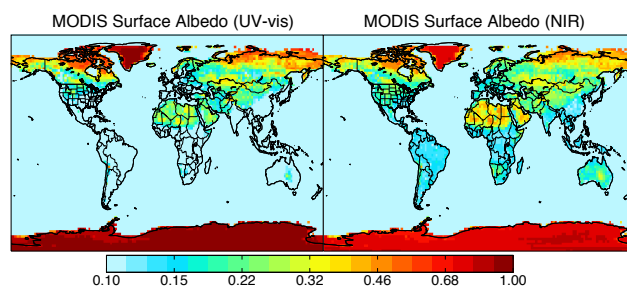 MODIS Surface Albedo (UV-vis) MODIS Surface Albedo (NIR)
0.10 0.15 0.22 0.32 0.46 0.68 1.00